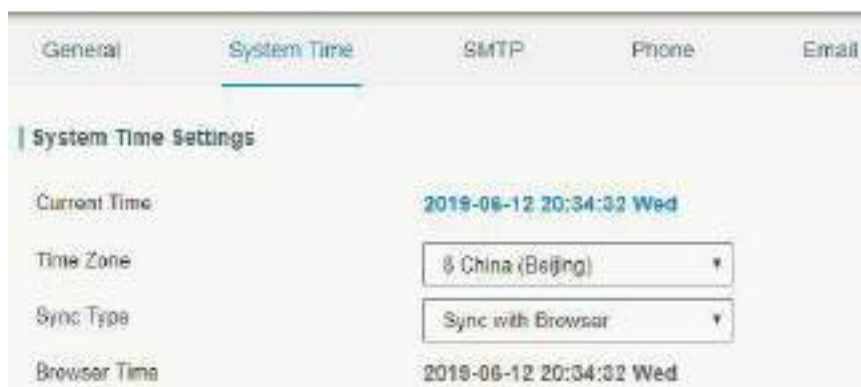 General System Time SMTP Phone Email
System Time Settings
Current Time 2019-06-12 20:34:32 Wed
Time Zone 8 China (Beijing)
Sync Type Sync with Browser
Browser Time 2019-06-12 20:34:32 Wed